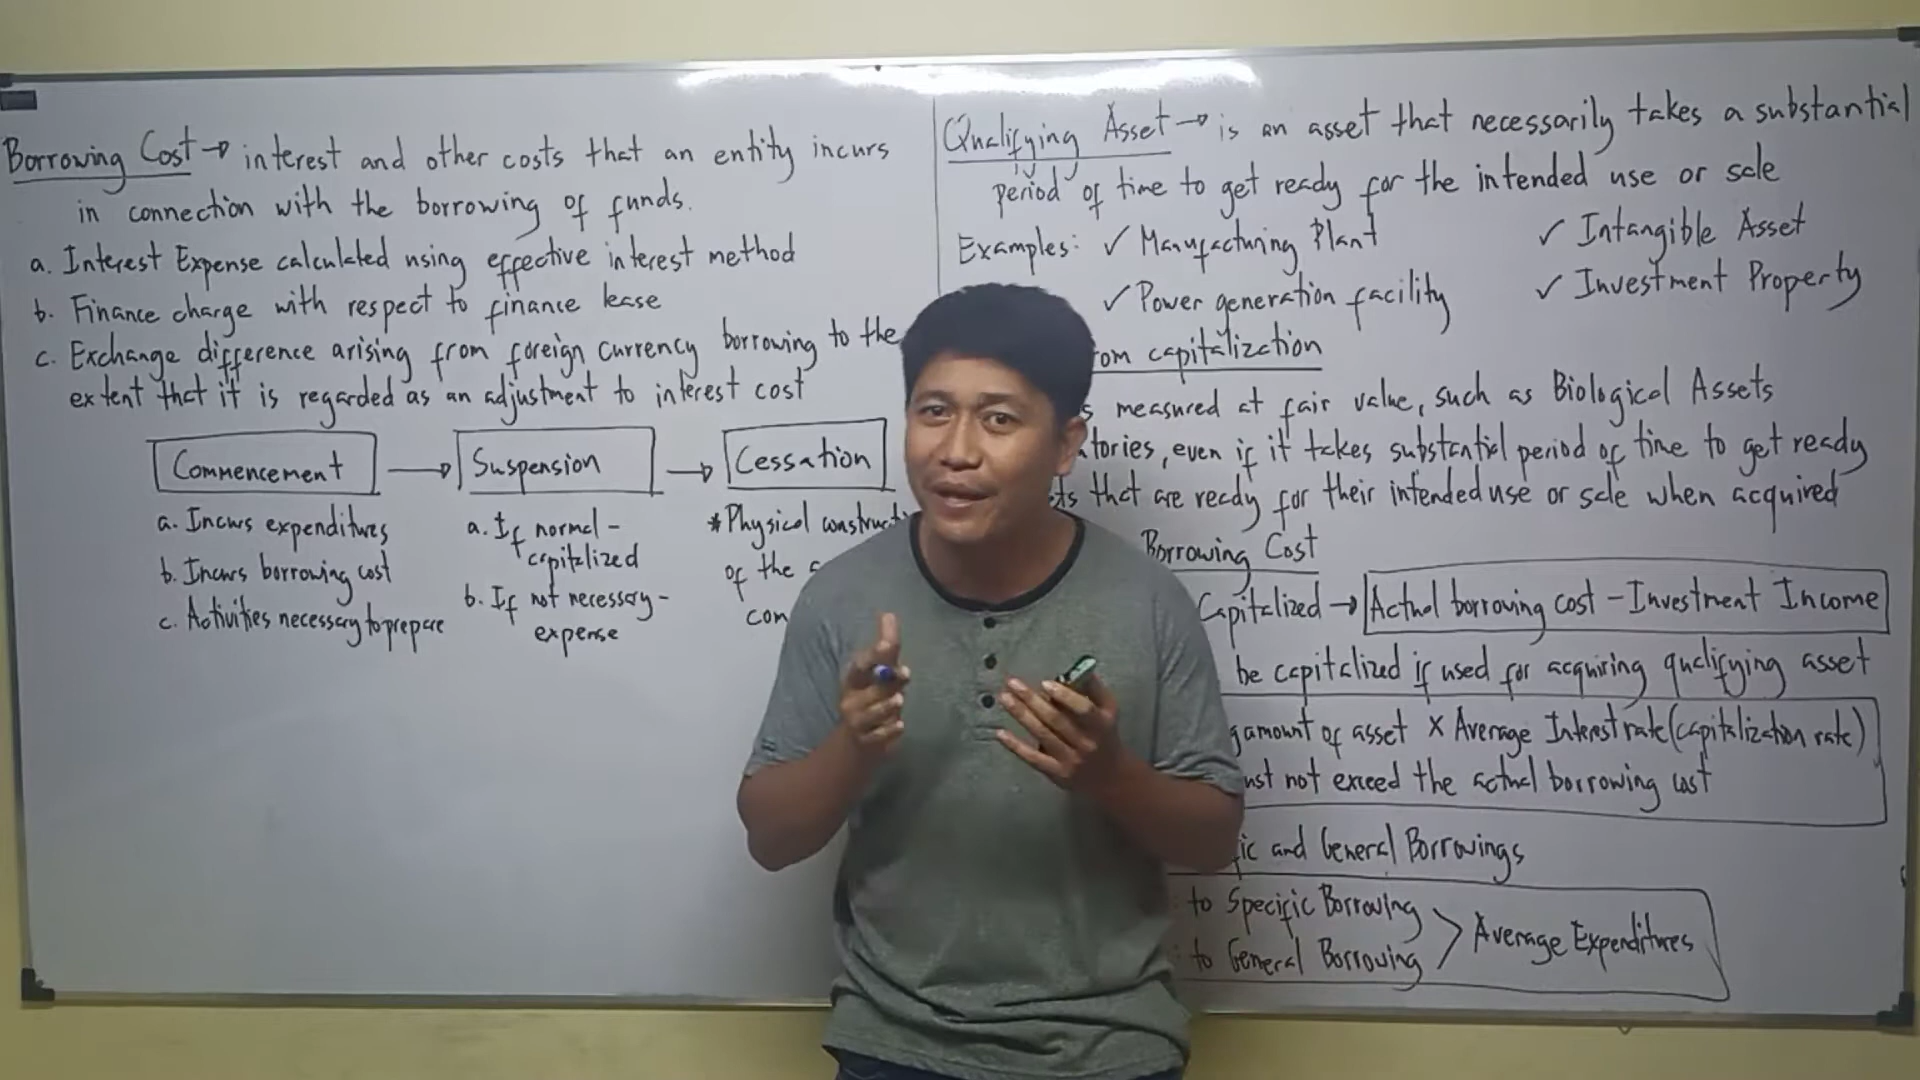 Borrowing Cost → interest and other costs that an entity incurs
in connection with the borrowing of funds.
a. Interest Expense calculated using effective interest method
b. Finance charge with respect to finance lease
c. Exchange difference arising from foreign currency borrowing to the
extent that it is regarded as an adjustment to interest cost
Commencement → Suspension → Cessation
a. Incurs expenditures
b. Incurs borrowing cost
c. Activities necessary to prepare
a. If normal -
capitalized
b. If not necessary -
expense
* Physical
of the
Qualifying Asset → is an asset that necessarily takes a substantial
period of time to get ready for the intended use or sale
Examples: ✓ Manufacturing Plant ✓ Intangible Asset
✓ Power generation facility ✓ Investment Property
capitalization
measured at fair value, such as Biological Assets
even if it takes substantial period of time to get ready
that are ready for their intended use or sale when acquired
Borrowing Cost
Capitalized → Actual borrowing cost - Investment Income
be capitalized if used for acquiring qualifying asset
amount of asset x Average Interest rate (capitalization rate)
not exceed the actual borrowing cost
and General Borrowings
to Specific Borrowing
to General Borrowing > Average Expenditures